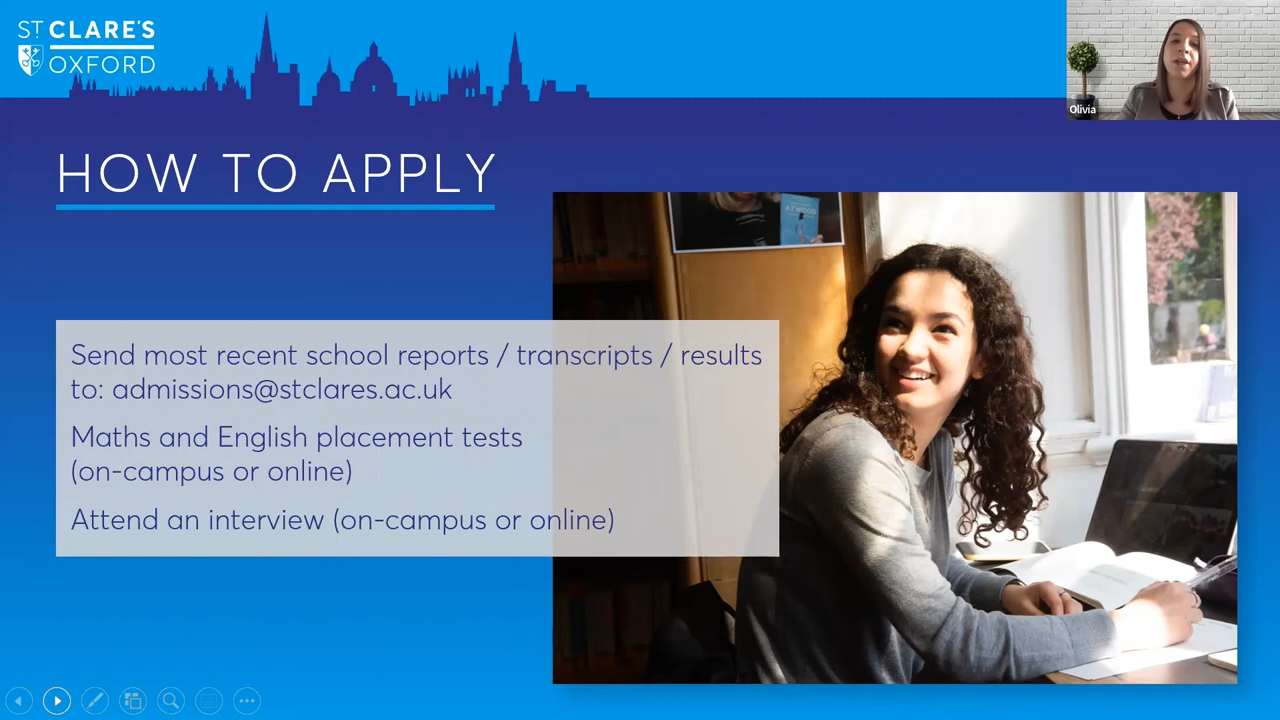 ST CLARE'S
OXFORD
Olivia
HOW TO APPLY
ATWOOD
Send most recent school reports / transcripts / results
to: admissions@stclares.ac.uk
Maths and English placement tests
(on-campus or online)
Attend an interview (on-campus or online)